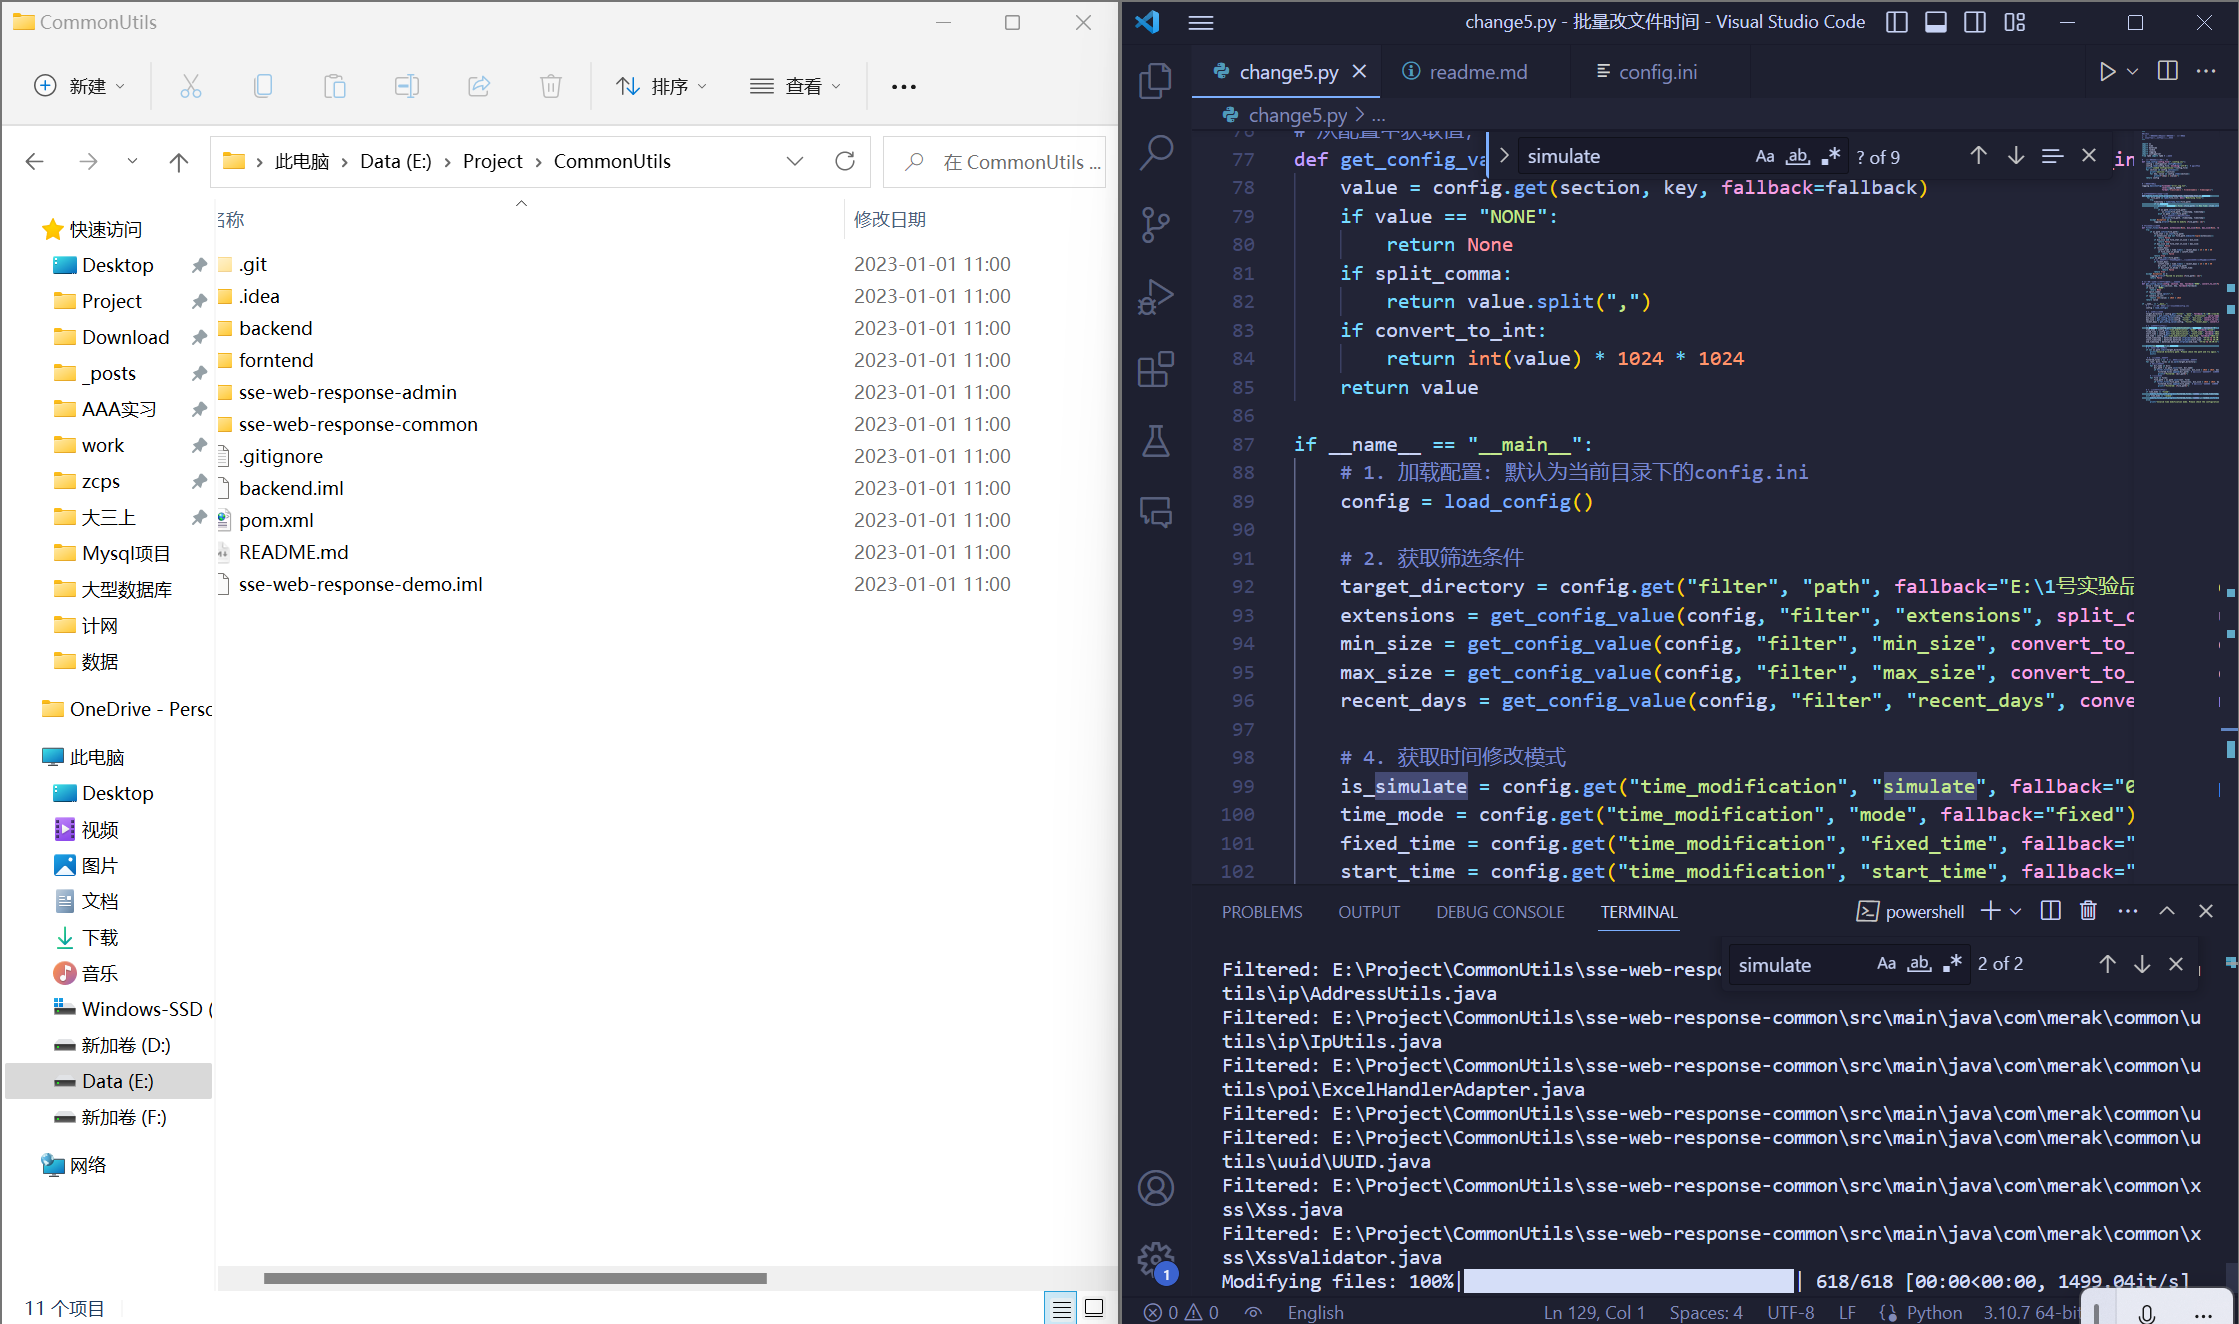 CommonUtils
新建
排序
查看
此电脑 Data (E:) Project CommonUtils
在 CommonUtils ...
名称
修改日期
快速访问
Desktop
Project
Download
_posts
AAA实习
work
zcps
大三上
Mysql项目
大型数据库
计网
数据
OneDrive - Persc
此电脑
Desktop
视频
图片
文档
下载
音乐
Windows-SSD (
新加卷 (D:)
Data (E:)
新加卷 (F:)
网络
.git 2023-01-01 11:00
.idea 2023-01-01 11:00
backend 2023-01-01 11:00
forntend 2023-01-01 11:00
sse-web-response-admin 2023-01-01 11:00
sse-web-response-common 2023-01-01 11:00
.gitignore 2023-01-01 11:00
backend.iml 2023-01-01 11:00
pom.xml 2023-01-01 11:00
README.md 2023-01-01 11:00
sse-web-response-demo.iml 2023-01-01 11:00
11 个项目
change5.py - 批量改文件时间 - Visual Studio Code
change5.py
readme.md
config.ini
change5.py > ...
simulate Aa ab .* ? of 9
76 # 从配置中获取值,
77 def get_config_va in
78 value = config.get(section, key, fallback=fallback)
79 if value == "NONE":
80 return None
81 if split_comma:
82 return value.split(",")
83 if convert_to_int:
84 return int(value) * 1024 * 1024
85 return value
86
87 if __name__ == "__main__":
88 # 1. 加载配置: 默认为当前目录下的config.ini
89 config = load_config()
90
91 # 2. 获取筛选条件
92 target_directory = config.get("filter", "path", fallback="E:\1号实验品
93 extensions = get_config_value(config, "filter", "extensions", split_c
94 min_size = get_config_value(config, "filter", "min_size", convert_to_
95 max_size = get_config_value(config, "filter", "max_size", convert_to_
96 recent_days = get_config_value(config, "filter", "recent_days", conve
97
98 # 4. 获取时间修改模式
99 is_simulate = config.get("time_modification", "simulate", fallback="0
100 time_mode = config.get("time_modification", "mode", fallback="fixed")
101 fixed_time = config.get("time_modification", "fixed_time", fallback="
102 start_time = config.get("time_modification", "start_time", fallback="
PROBLEMS OUTPUT DEBUG CONSOLE TERMINAL powershell
simulate Aa ab .* 2 of 2
Filtered: E:\Project\CommonUtils\sse-web-respo
tils\ip\AddressUtils.java
Filtered: E:\Project\CommonUtils\sse-web-response-common\src\main\java\com\merak\common\u
tils\ip\IpUtils.java
Filtered: E:\Project\CommonUtils\sse-web-response-common\src\main\java\com\merak\common\u
tils\poi\ExcelHandlerAdapter.java
Filtered: E:\Project\CommonUtils\sse-web-response-common\src\main\java\com\merak\common\u
Filtered: E:\Project\CommonUtils\sse-web-response-common\src\main\java\com\merak\common\u
tils\uuid\UUID.java
Filtered: E:\Project\CommonUtils\sse-web-response-common\src\main\java\com\merak\common\x
ss\Xss.java
Filtered: E:\Project\CommonUtils\sse-web-response-common\src\main\java\com\merak\common\x
ss\XssValidator.java
Modifying files: 100%| | 618/618 [00:00<00:00, 1499.04it/s]
1
0 0 English Ln 129, Col 1 Spaces: 4 UTF-8 LF Python 3.10.7 64-bit